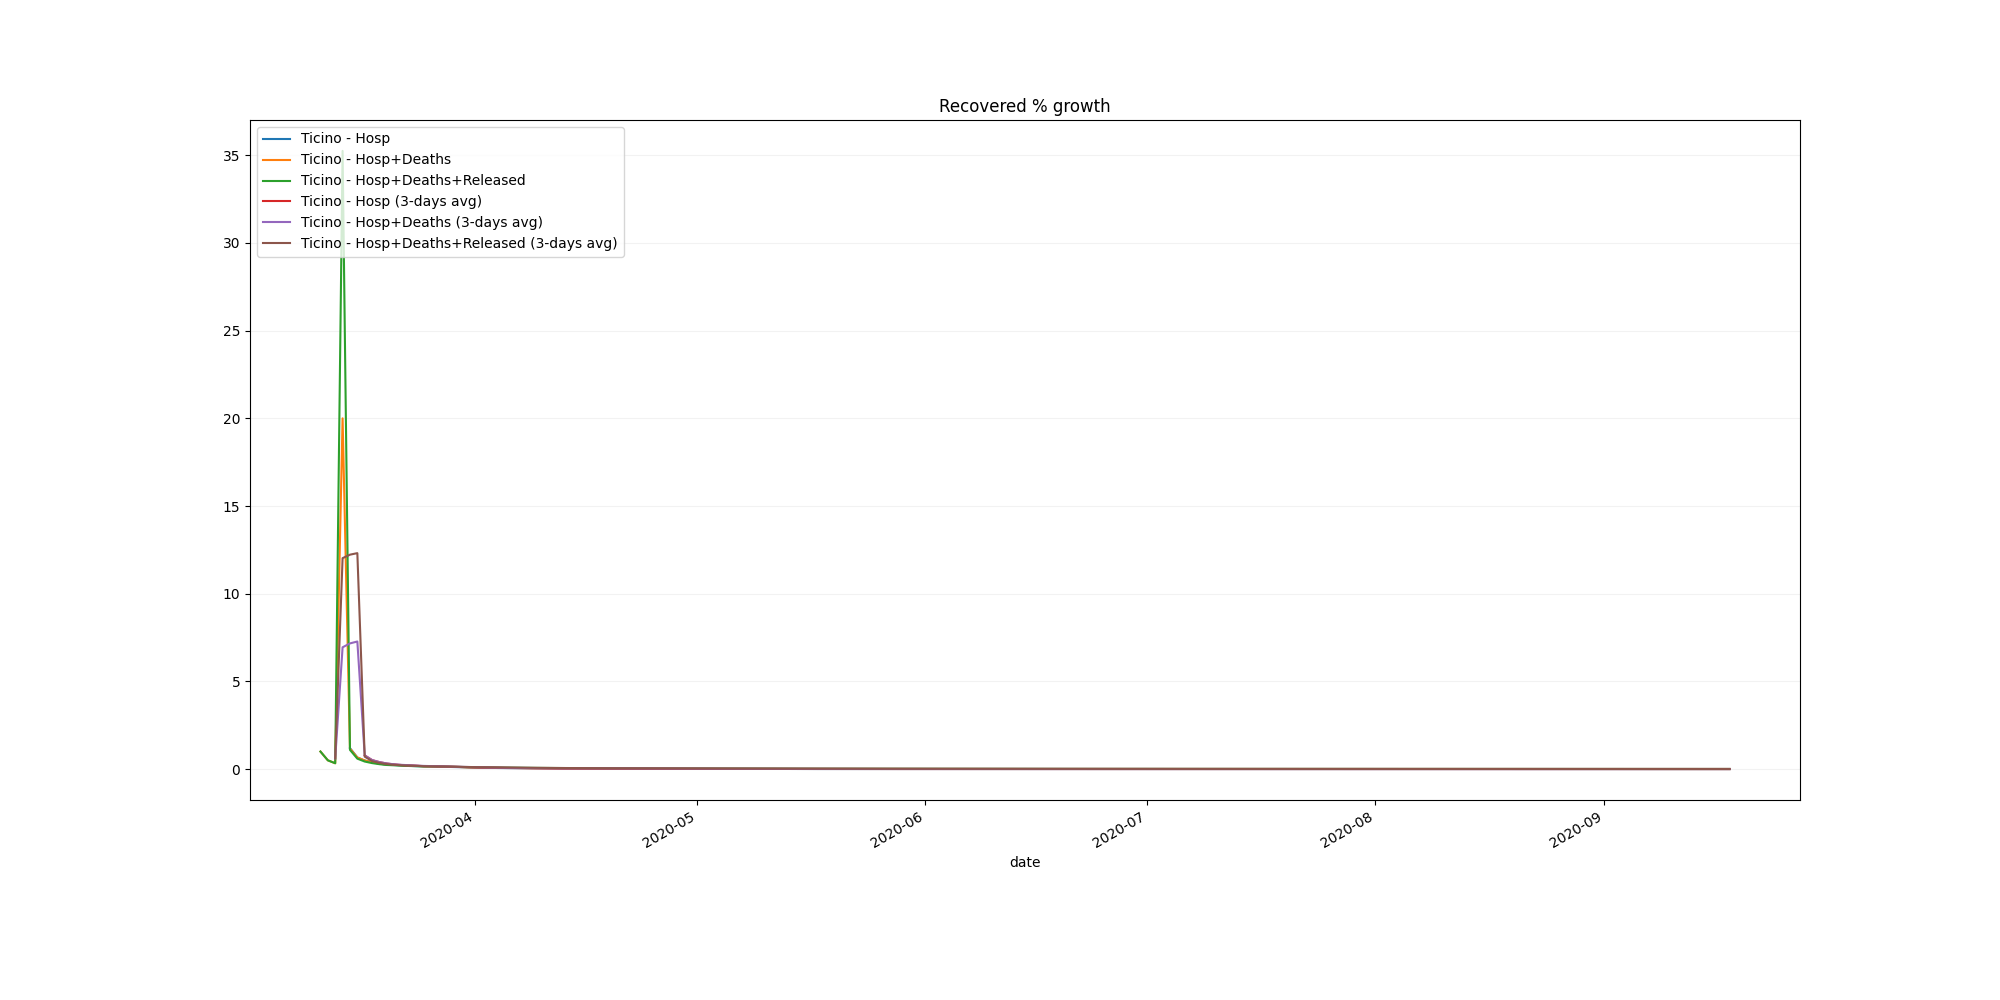 Recovered % growth
Ticino - Hosp
Ticino - Hosp+Deaths
Ticino - Hosp+Deaths+Released
Ticino - Hosp (3-days avg)
Ticino - Hosp+Deaths (3-days avg)
Ticino - Hosp+Deaths+Released (3-days avg)
35
30
25
20
15
10
5
0
2020-04
2020-05
2020-06
2020-07
2020-08
2020-09
date